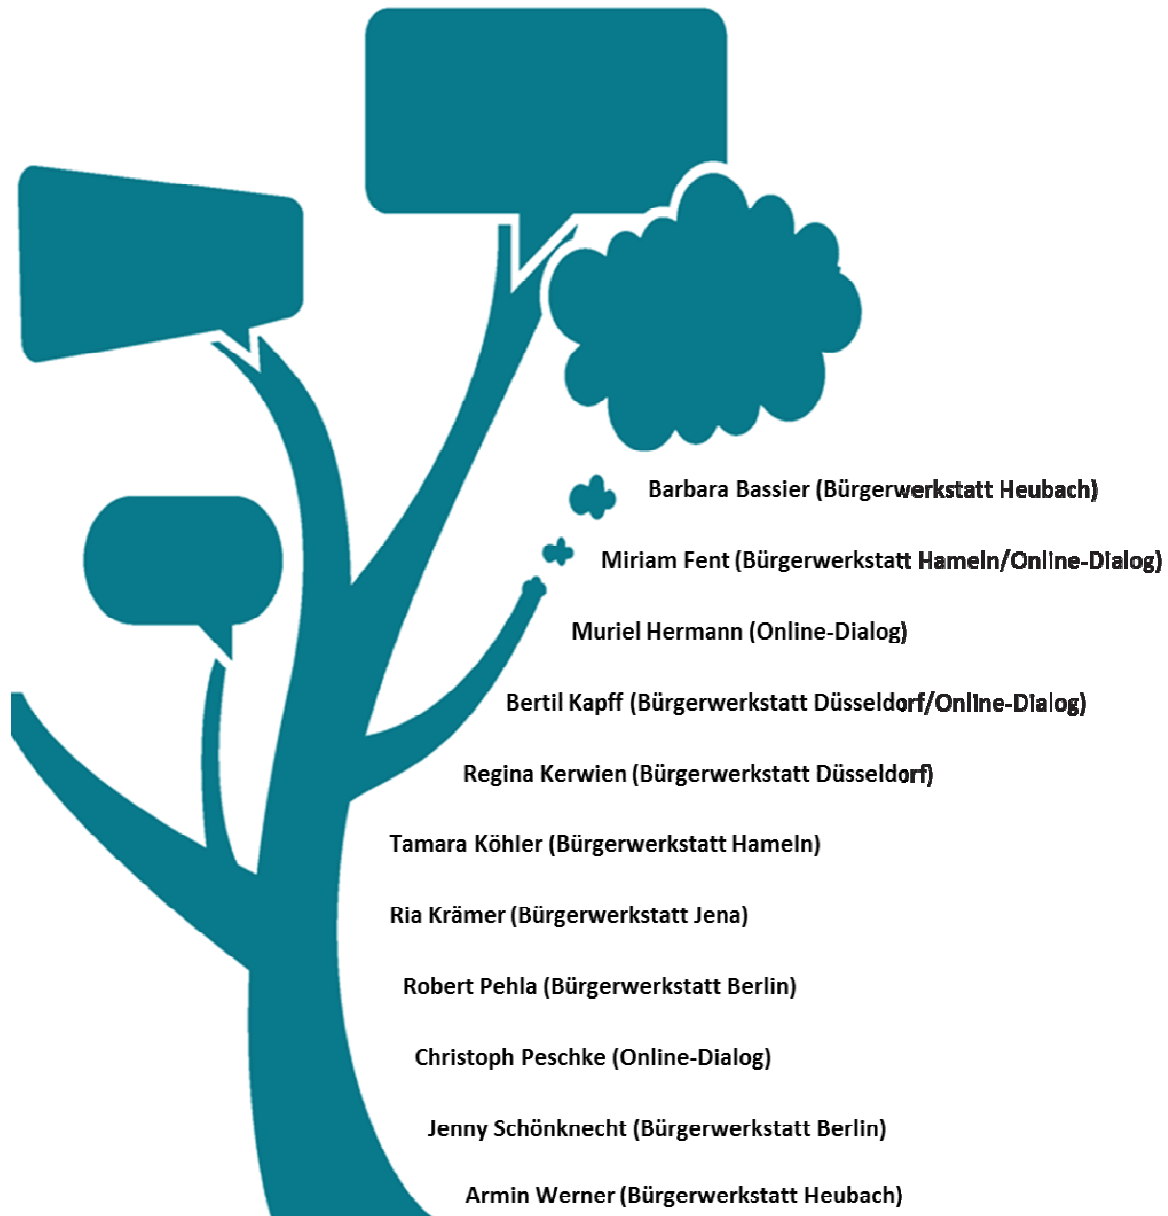 Barbara Bassier (Bürgerwerkstatt Heubach)
Miriam Fent (Bürgerwerkstatt Hameln/Online-Dialog)
Muriel Hermann (Online-Dialog)
Bertil Kapff (Bürgerwerkstatt Düsseldorf/Online-Dialog)
Regina Kerwien (Bürgerwerkstatt Düsseldorf)
Tamara Köhler (Bürgerwerkstatt Hameln)
Ria Krämer (Bürgerwerkstatt Jena)
Robert Pehla (Bürgerwerkstatt Berlin)
Christoph Peschke (Online-Dialog)
Jenny Schönknecht (Bürgerwerkstatt Berlin)
Armin Werner (Bürgerwerkstatt Heubach)